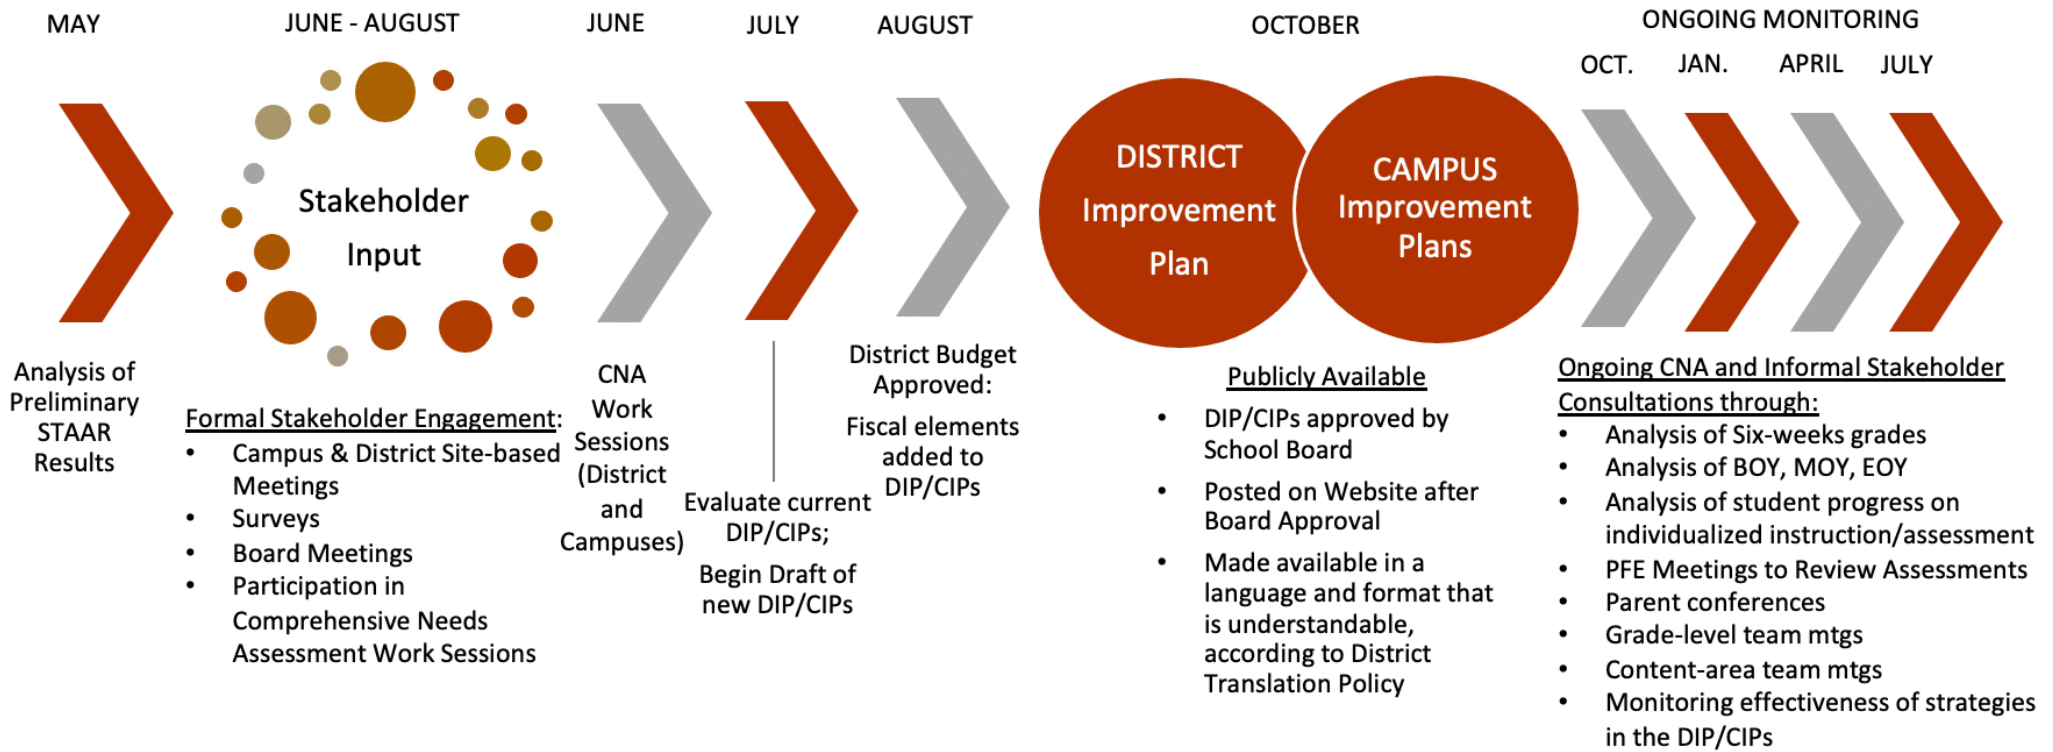 MAY
Analysis of
Preliminary
STAAR
Results
JUNE - AUGUST
Stakeholder
Input
Formal Stakeholder Engagement:
• Campus & District Site-based
Meetings
• Surveys
• Board Meetings
• Participation in
Comprehensive Needs
Assessment Work Sessions
JUNE
CNA
Work
Sessions
(District
and
Campuses)
JULY
Evaluate current
DIP/CIPs;
Begin Draft of
new DIP/CIPs
AUGUST
District Budget
Approved:
Fiscal elements
added to
DIP/CIPs
OCTOBER
DISTRICT
Improvement
Plan
CAMPUS
Improvement
Plans
Publicly Available
• DIP/CIPs approved by
School Board
• Posted on Website after
Board Approval
• Made available in a
language and format that
is understandable,
according to District
Translation Policy
ONGOING MONITORING
OCT. JAN. APRIL JULY
Ongoing CNA and Informal Stakeholder
Consultations through:
• Analysis of Six-weeks grades
• Analysis of BOY, MOY, EOY
• Analysis of student progress on
individualized instruction/assessment
• PFE Meetings to Review Assessments
• Parent conferences
• Grade-level team mtgs
• Content-area team mtgs
• Monitoring effectiveness of strategies
in the DIP/CIPs